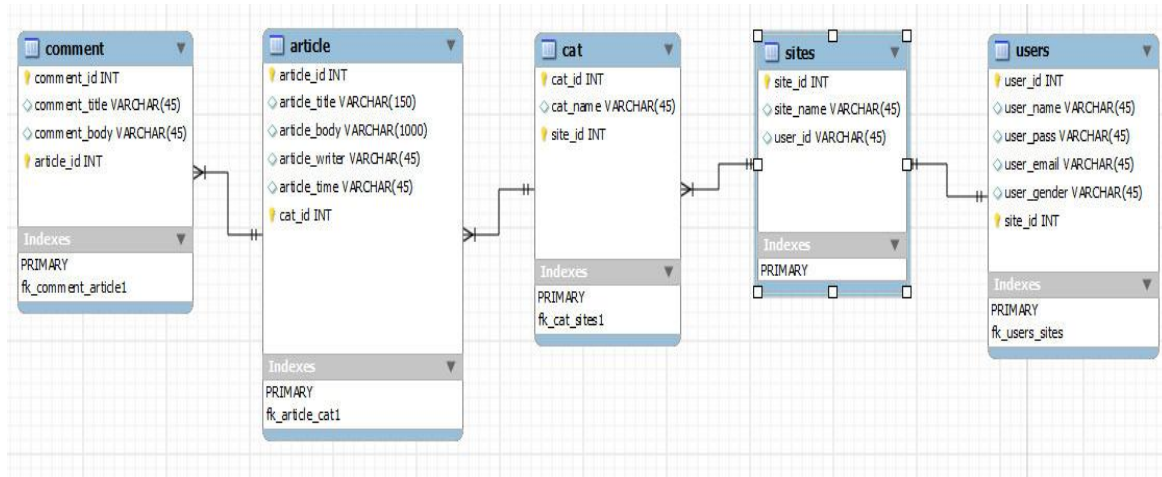 comment
comment_id INT
comment_title VARCHAR(45)
comment_body VARCHAR(45)
article_id INT
Indexes
PRIMARY
fk_comment_article1
article
article_id INT
article_title VARCHAR(150)
article_body VARCHAR(1000)
article_writer VARCHAR(45)
article_time VARCHAR(45)
cat_id INT
Indexes
PRIMARY
fk_article_cat1
cat
cat_id INT
cat_name VARCHAR(45)
site_id INT
Indexes
PRIMARY
fk_cat_sites1
sites
site_id INT
site_name VARCHAR(45)
user_id VARCHAR(45)
Indexes
PRIMARY
users
user_id INT
user_name VARCHAR(45)
user_pass VARCHAR(45)
user_email VARCHAR(45)
user_gender VARCHAR(45)
site_id INT
Indexes
PRIMARY
fk_users_sites